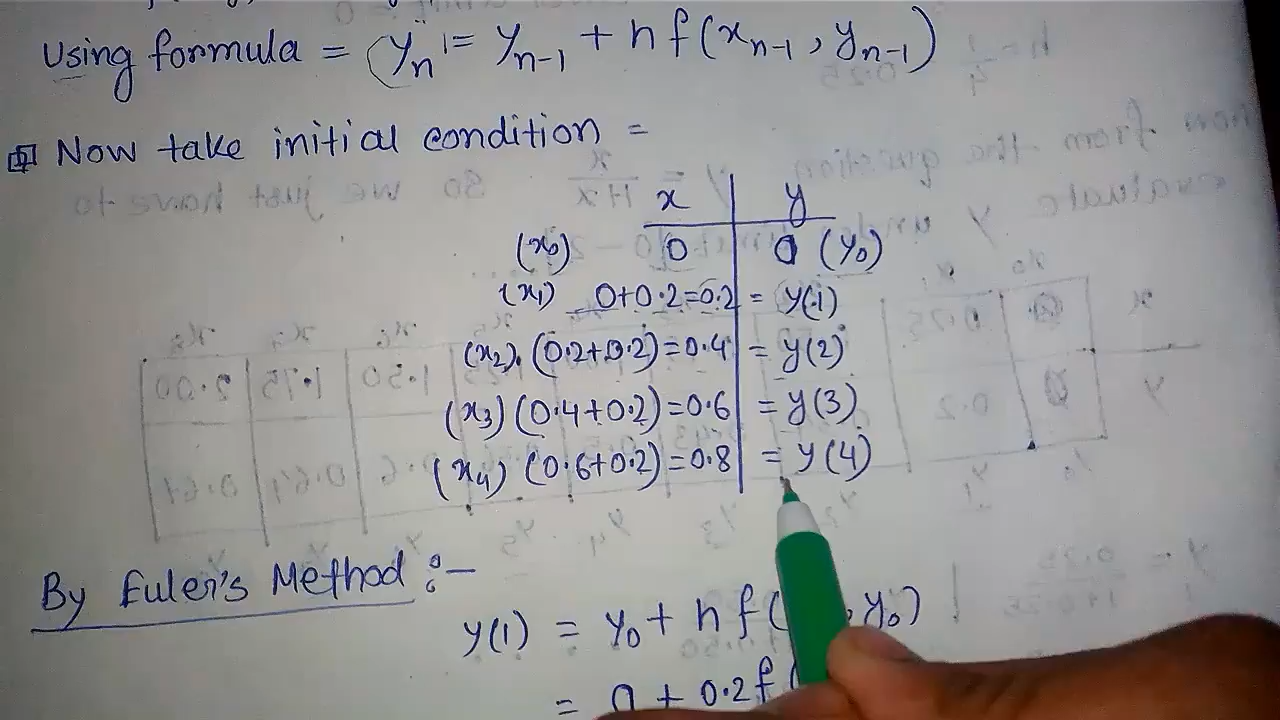 Using formula = (yₙ = yₙ₋₁ + h f(xₙ₋₁, yₙ₋₁)
Now take initial condition =
x y
(x₀) 0 0 (y₀)
(x₁) 0+0.2=0.2 = y(1)
(x₂). (0.2+0.2)=0.4 = y(2)
(x₃) (0.4+0.2)=0.6 = y(3)
(x₄) (0.6+0.2)=0.8 = y(4)
By Euler's Method :-
y(1) = y₀ + h f( , y₀)
= 0 + 0.2f(